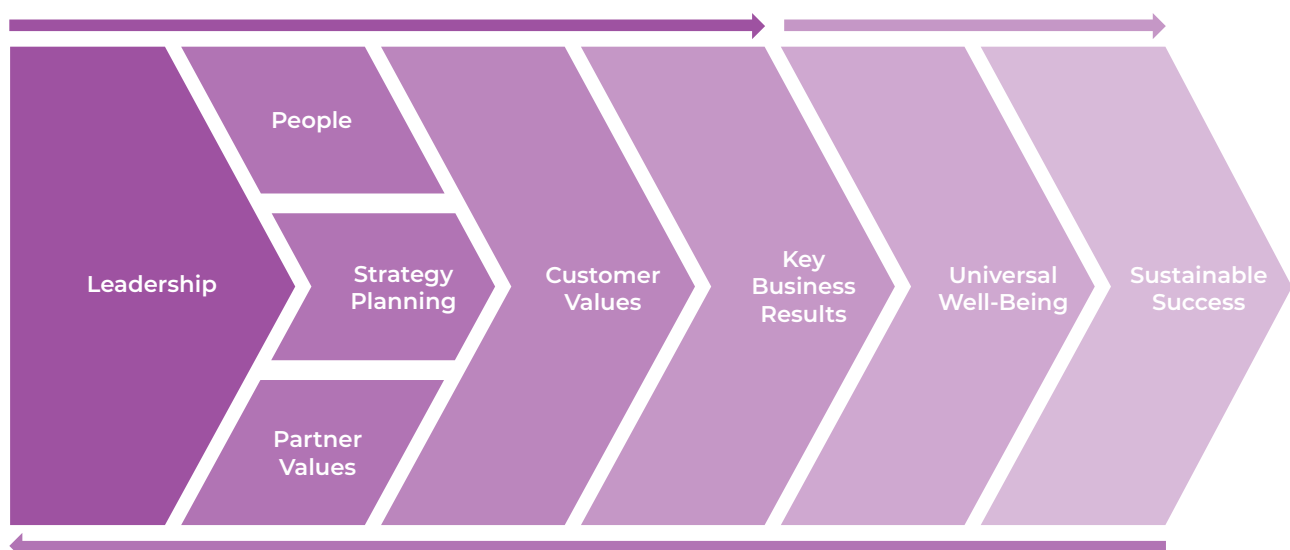 Leadership
People
Strategy
Planning
Partner
Values
Customer
Values
Key
Business
Results
Universal
Well-Being
Sustainable
Success